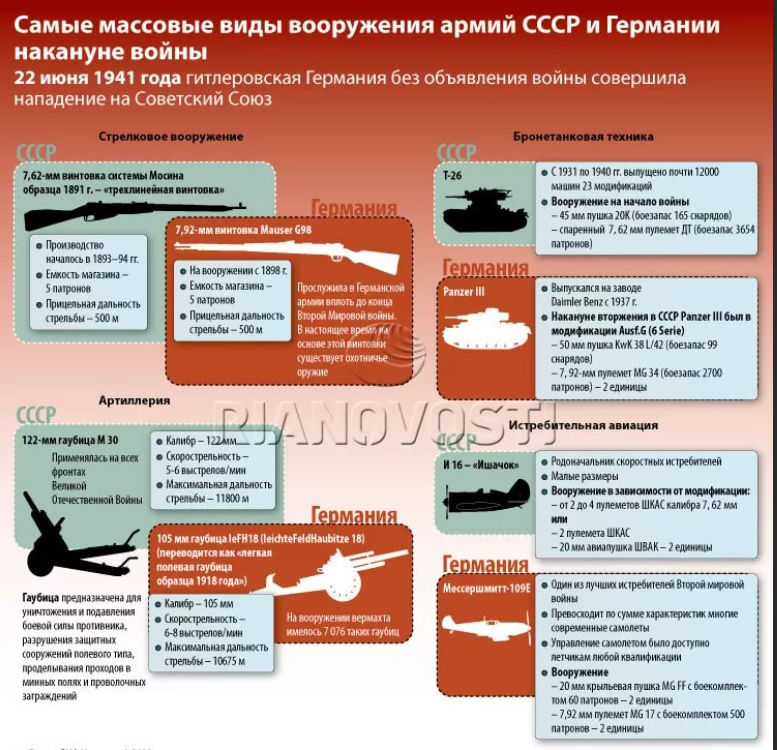 Самые массовые виды вооружения армий СССР и Германии
накануне войны
22 июня 1941 года гитлеровская Германия без объявления войны совершила
нападение на Советский Союз
Стрелковое вооружение
СССР
7,62-мм винтовка системы Мосина
образца 1891 г. – «трехлинейная винтовка»
Производство
началось в 1893–94 гг.
Емкость магазина –
5 патронов
Прицельная дальность
стрельбы – 500 м
Германия
7,92-мм винтовка Mauser G98
На вооружении с 1898 г.
Емкость магазина –
5 патронов
Прицельная дальность
стрельбы – 500 м
Прослужила в Германской
армии вплоть до конца
Второй Мировой войны.
В настоящее время на
основе этой винтовки
существует охотничье
оружие
Артиллерия
СССР
122-мм гаубица М 30
Применялась на всех
фронтах
Великой
Отечественной Войны
Калибр – 122 мм
Скорострельность –
5-6 выстрелов/мин
Максимальная дальность
стрельбы – 11800 м
Германия
105 мм гаубица leFH18 (leichteFeldHaubitze 18)
(переводится как «легкая
полевая гаубица
образца 1918 года»)
Калибр – 105 мм
Скорострельность –
6-8 выстрелов/мин
Максимальная дальность
стрельбы – 10675 м
На вооружении вермахта
имелось 7 076 таких гаубиц
Гаубица предназначена для
уничтожения и подавления
боевой силы противника,
разрушения защитных
сооружений полевого типа,
проделывания проходов в
минных полях и проволочных
заграждений
Бронетанковая техника
СССР
Т-26
С 1931 по 1940 гг. выпущено почти 12000
машин 23 модификаций
Вооружение на начало войны
– 45 мм пушка 20К (боезапас 165 снарядов)
– спаренный 7, 62 мм пулемет ДТ (боезапас 3654
патронов)
Германия
Panzer III
Выпускался на заводе
Daimler Benz с 1937 г.
Накануне вторжения в СССР Panzer III был в
модификации Ausf.G (6 Serie)
– 50 мм пушка KwK 38 L/42 (боезапас 99
снарядов)
– 7, 92-мм пулемет MG 34 (боезапас 2700
патронов) – 2 единицы
Истребительная авиация
СССР
И 16 – «Ишачок»
Родоначальник скоростных истребителей
Малые размеры
Вооружение в зависимости от модификации:
– от 2 до 4 пулеметов ШКАС калибра 7, 62 мм
или
– 2 пулемета ШКАС
– 20 мм авиапушка ШВАК – 2 единицы
Германия
Мессершмитт-109Е
Один из лучших истребителей Второй мировой
войны
Превосходит по сумме характеристик многие
современные самолеты
Управление самолетом было доступно
летчикам любой квалификации
Вооружение
– 20 мм крыльевая пушка MG FF с боекомплек-
том 60 патронов – 2 единицы
– 7,92 мм пулемет MG 17 с боекомплектом 500
патронов – 2 единицы
RIANOVOSTI